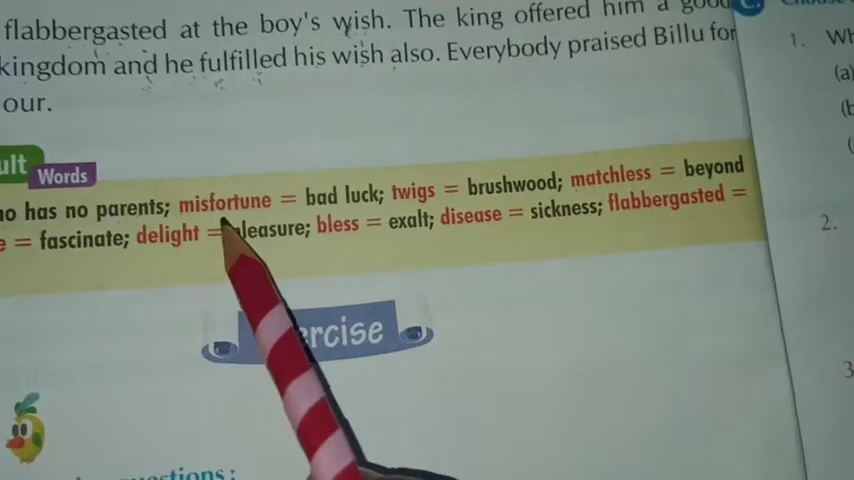 flabbergasted at the boy's wish. The king offered him a good
kingdom and he fulfilled his wish also. Everybody praised Billu for
our.
Words
has no parents; misfortune = bad luck; twigs = brushwood; matchless = beyond
= fascinate; delight = pleasure; bless = exalt; disease = sickness; flabbergasted =
C.
1.
(a)
2.
3